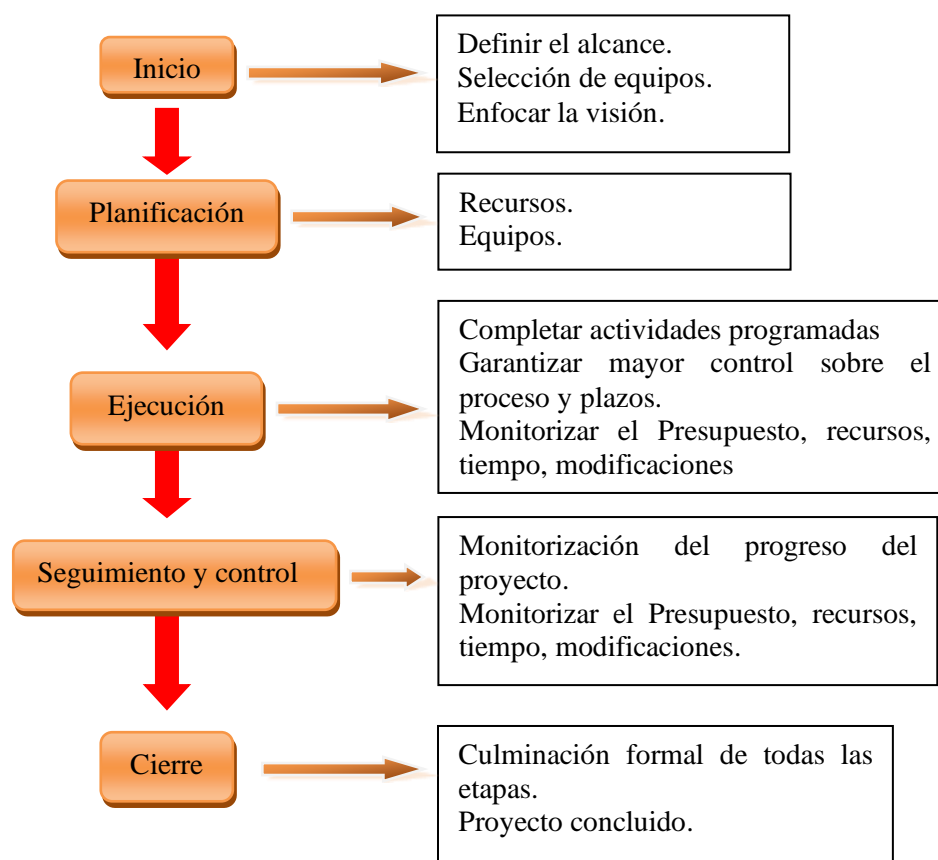 Inicio
Definir el alcance.
Selección de equipos.
Enfocar la visión.
Planificación
Recursos.
Equipos.
Ejecución
Completar actividades programadas
Garantizar mayor control sobre el
proceso y plazos.
Monitorizar el Presupuesto, recursos,
tiempo, modificaciones
Seguimiento y control
Monitorización del progreso del
proyecto.
Monitorizar el Presupuesto, recursos,
tiempo, modificaciones.
Cierre
Culminación formal de todas las
etapas.
Proyecto concluido.